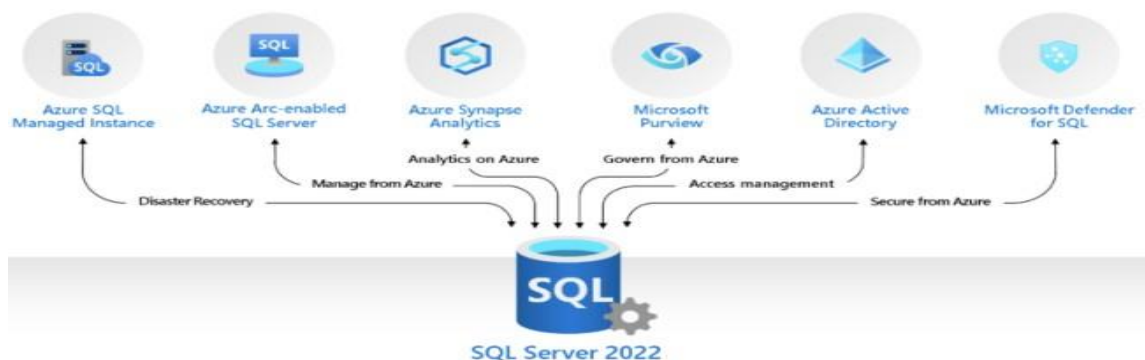 SQL
SQL
Azure SQL
Managed Instance
Azure Arc-enabled
SQL Server
Azure Synapse
Analytics
Microsoft
Purview
Azure Active
Directory
Microsoft Defender
for SQL
Analytics on Azure
Govern from Azure
Manage from Azure
Access management
Disaster Recovery
Secure from Azure
SQL
SQL Server 2022